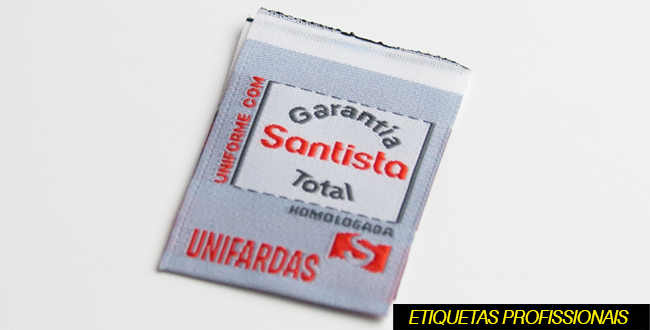 UNIFORME COM
Garantia
Santista
Total
HOMOLOGADA
UNIFARDAS
S
ETIQUETAS PROFISSIONAIS